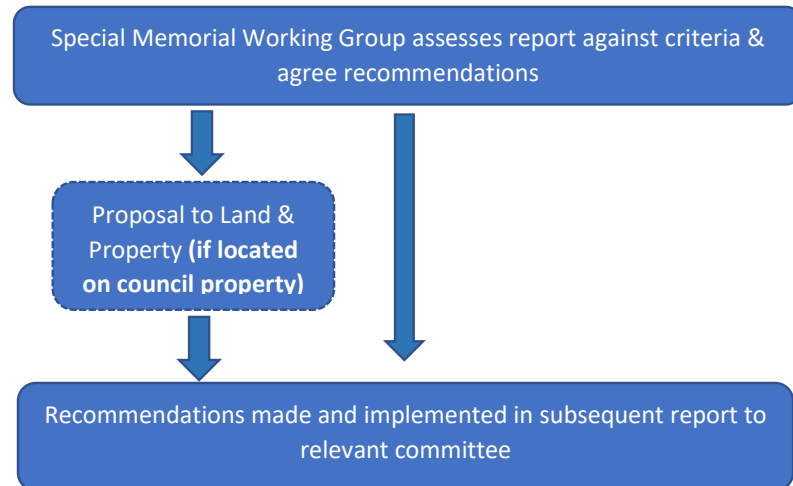 Special Memorial Working Group assesses report against criteria &
agree recommendations
Proposal to Land &
Property (if located
on council property)
Recommendations made and implemented in subsequent report to
relevant committee